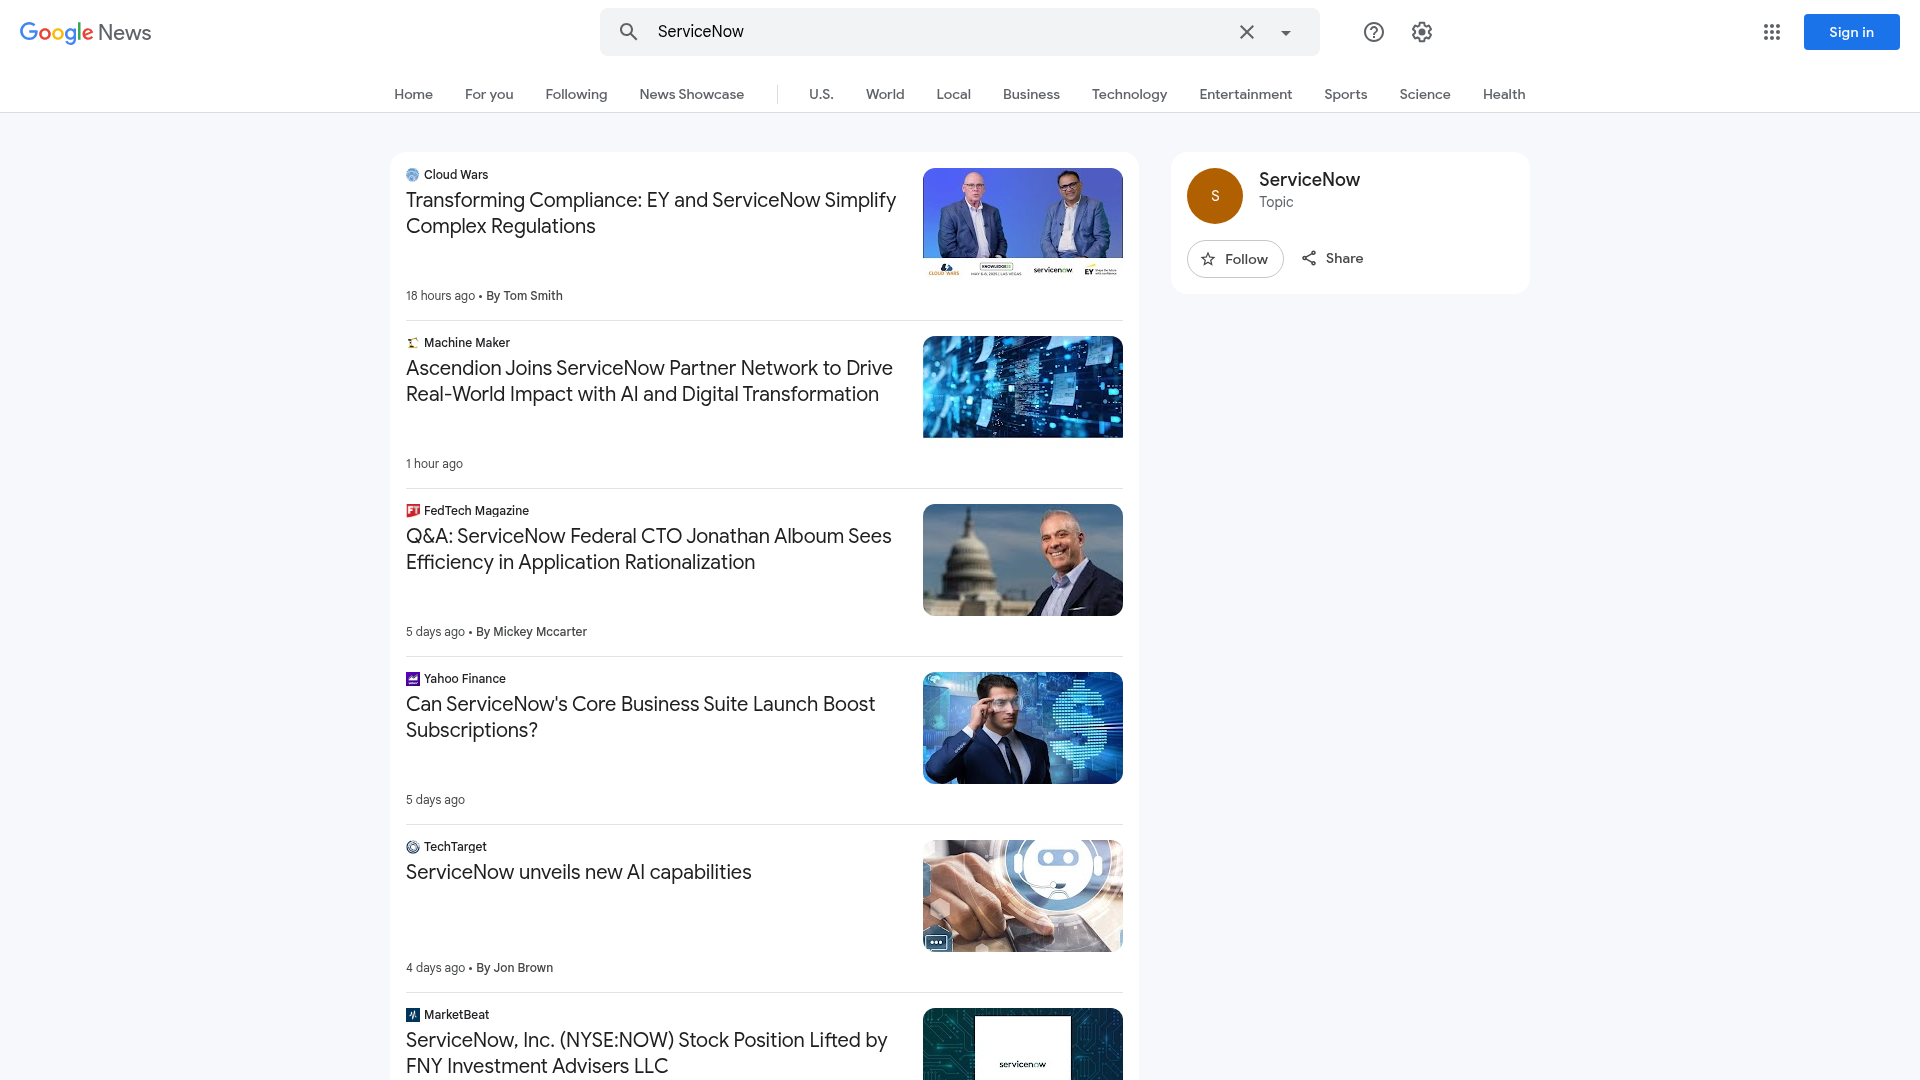 Google News
ServiceNow
Sign in
Home
For you
Following
News Showcase
U.S.
World
Local
Business
Technology
Entertainment
Sports
Science
Health
Cloud Wars
Transforming Compliance: EY and ServiceNow Simplify
Complex Regulations
CLOUD WARS
servicenow
EY
18 hours ago • By Tom Smith
Machine Maker
Ascendion Joins ServiceNow Partner Network to Drive
Real-World Impact with AI and Digital Transformation
1 hour ago
FedTech Magazine
Q&A: ServiceNow Federal CTO Jonathan Alboum Sees
Efficiency in Application Rationalization
5 days ago • By Mickey Mccarter
Yahoo Finance
Can ServiceNow's Core Business Suite Launch Boost
Subscriptions?
5 days ago
TechTarget
ServiceNow unveils new AI capabilities
4 days ago • By Jon Brown
MarketBeat
ServiceNow, Inc. (NYSE:NOW) Stock Position Lifted by
FNY Investment Advisers LLC
servicenow
S
ServiceNow
Topic
Follow
Share